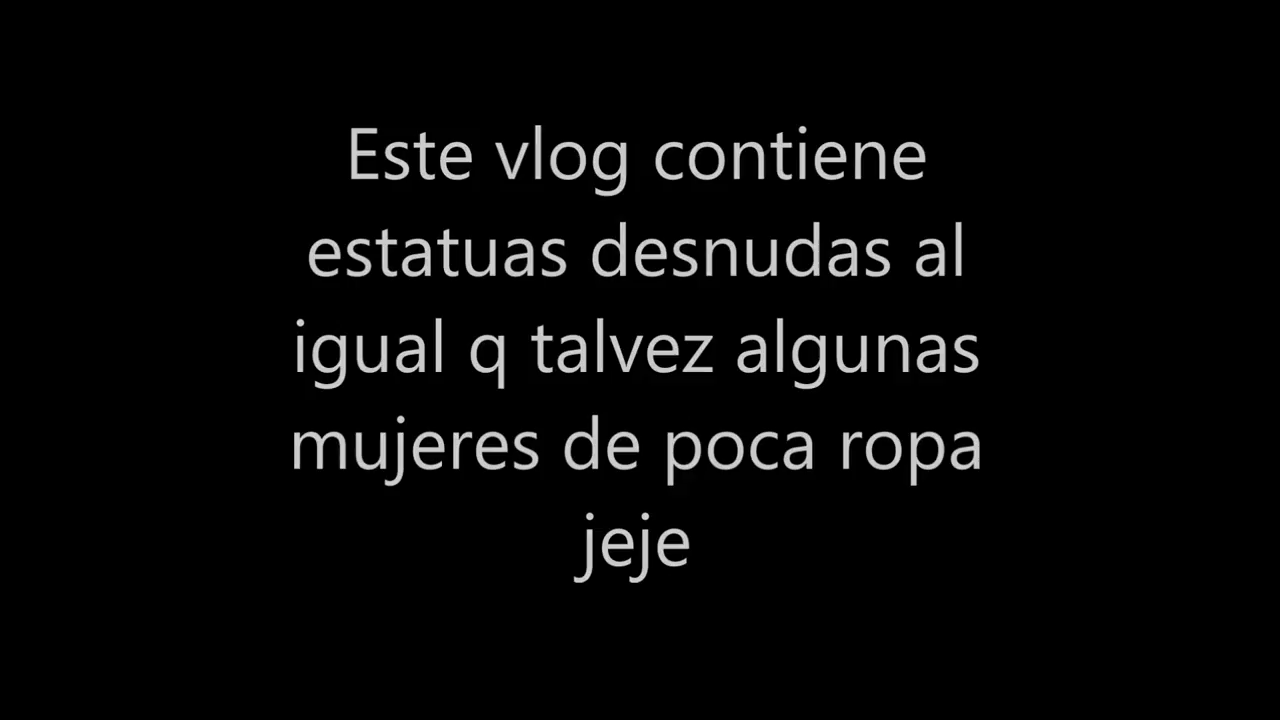 Este vlog contiene
estatuas desnudas al
igual q talvez algunas
mujeres de poca ropa
jeje